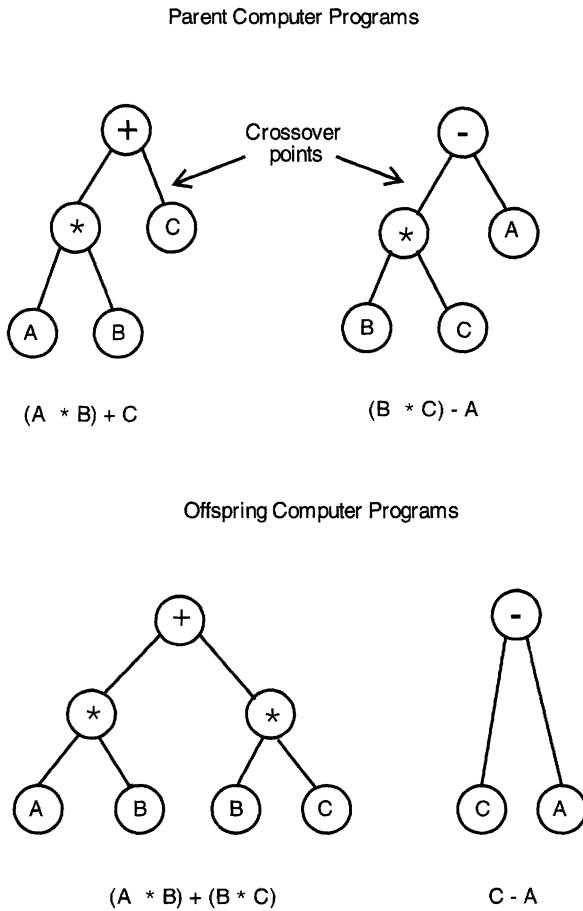 Parent Computer Programs
+
Crossover
points
-
*
C
*
A
A
B
B
C
(A * B) + C
(B * C) - A
Offspring Computer Programs
+
-
*
*
A
B
B
C
C
A
(A * B) + (B * C)
C - A